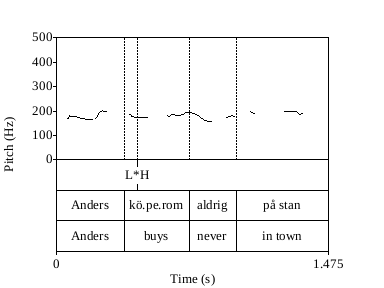 500
400
300
200
100
0
Pitch (Hz)
L*H
Anders kö.pe.rom aldrig på stan
Anders buys never in town
0 1.475
Time (s)